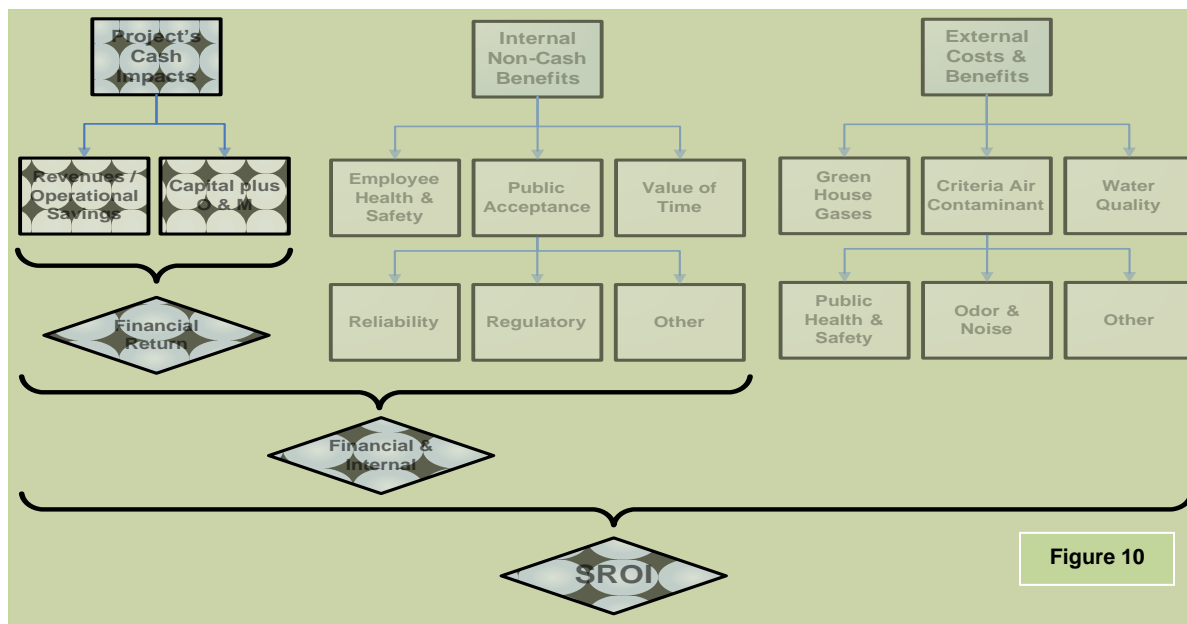 Project's
Cash
Impacts
Internal
Non-Cash
Benefits
External
Costs &
Benefits
Revenues /
Operational
Savings
Capital plus
O & M
Employee
Health &
Safety
Public
Acceptance
Value of
Time
Green
House
Gases
Criteria Air
Contaminant
Water
Quality
Reliability
Regulatory
Other
Public
Health &
Safety
Odor &
Noise
Other
Financial
Return
Financial &
Internal
SROI
Figure 10